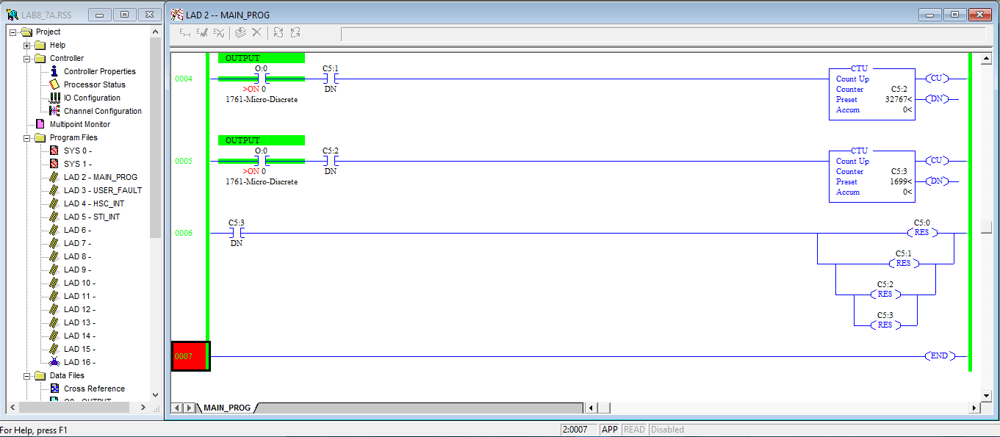 LAB8_7A.RSS
Project
Help
Controller
Controller Properties
Processor Status
IO Configuration
Channel Configuration
Multipoint Monitor
Program Files
SYS 0 -
SYS 1 -
LAD 2 - MAIN_PROG
LAD 3 - USER_FAULT
LAD 4 - HSC_INT
LAD 5 - STI_INT
LAD 6 -
LAD 7 -
LAD 8 -
LAD 9 -
LAD 10 -
LAD 11 -
LAD 12 -
LAD 13 -
LAD 14 -
LAD 15 -
LAD 16 -
Data Files
Cross Reference
LAD 2 -- MAIN_PROG
OUTPUT
O:0 C5:1
0004
>ON 0 DN
1761-Micro-Discrete
CTU
Count Up CU
Counter C5:2
Preset 32767< DN
Accum 0<
OUTPUT
O:0 C5:2
0005
>ON 0 DN
1761-Micro-Discrete
CTU
Count Up CU
Counter C5:3
Preset 1699< DN
Accum 0<
C5:3 C5:0
0006 RES
DN
C5:1
RES
C5:2
RES
C5:3
RES
0007 END
MAIN_PROG
For Help, press F1 2:0007 APP READ Disabled